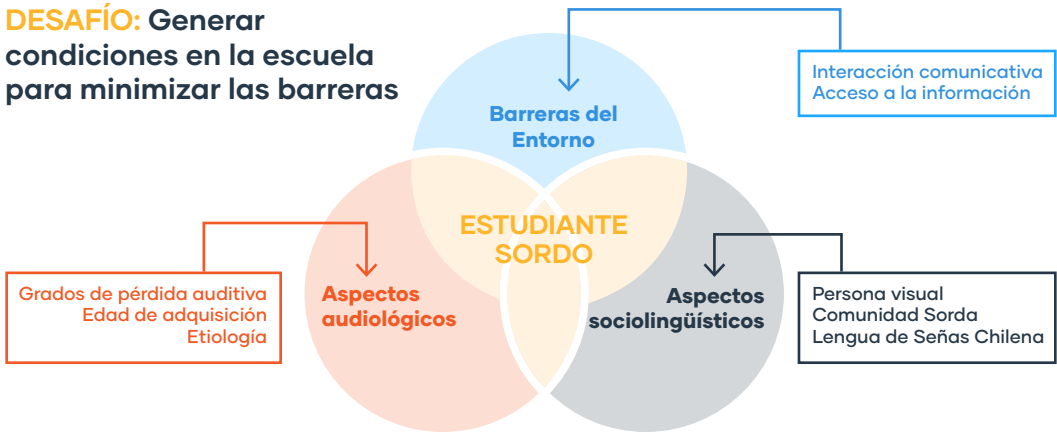 DESAFÍO: Generar
condiciones en la escuela
para minimizar las barreras
Interacción comunicativa
Acceso a la información
Barreras del
Entorno
ESTUDIANTE
SORDO
Grados de pérdida auditiva
Edad de adquisición
Etiología
Aspectos
audiológicos
Aspectos
sociolingüísticos
Persona visual
Comunidad Sorda
Lengua de Señas Chilena